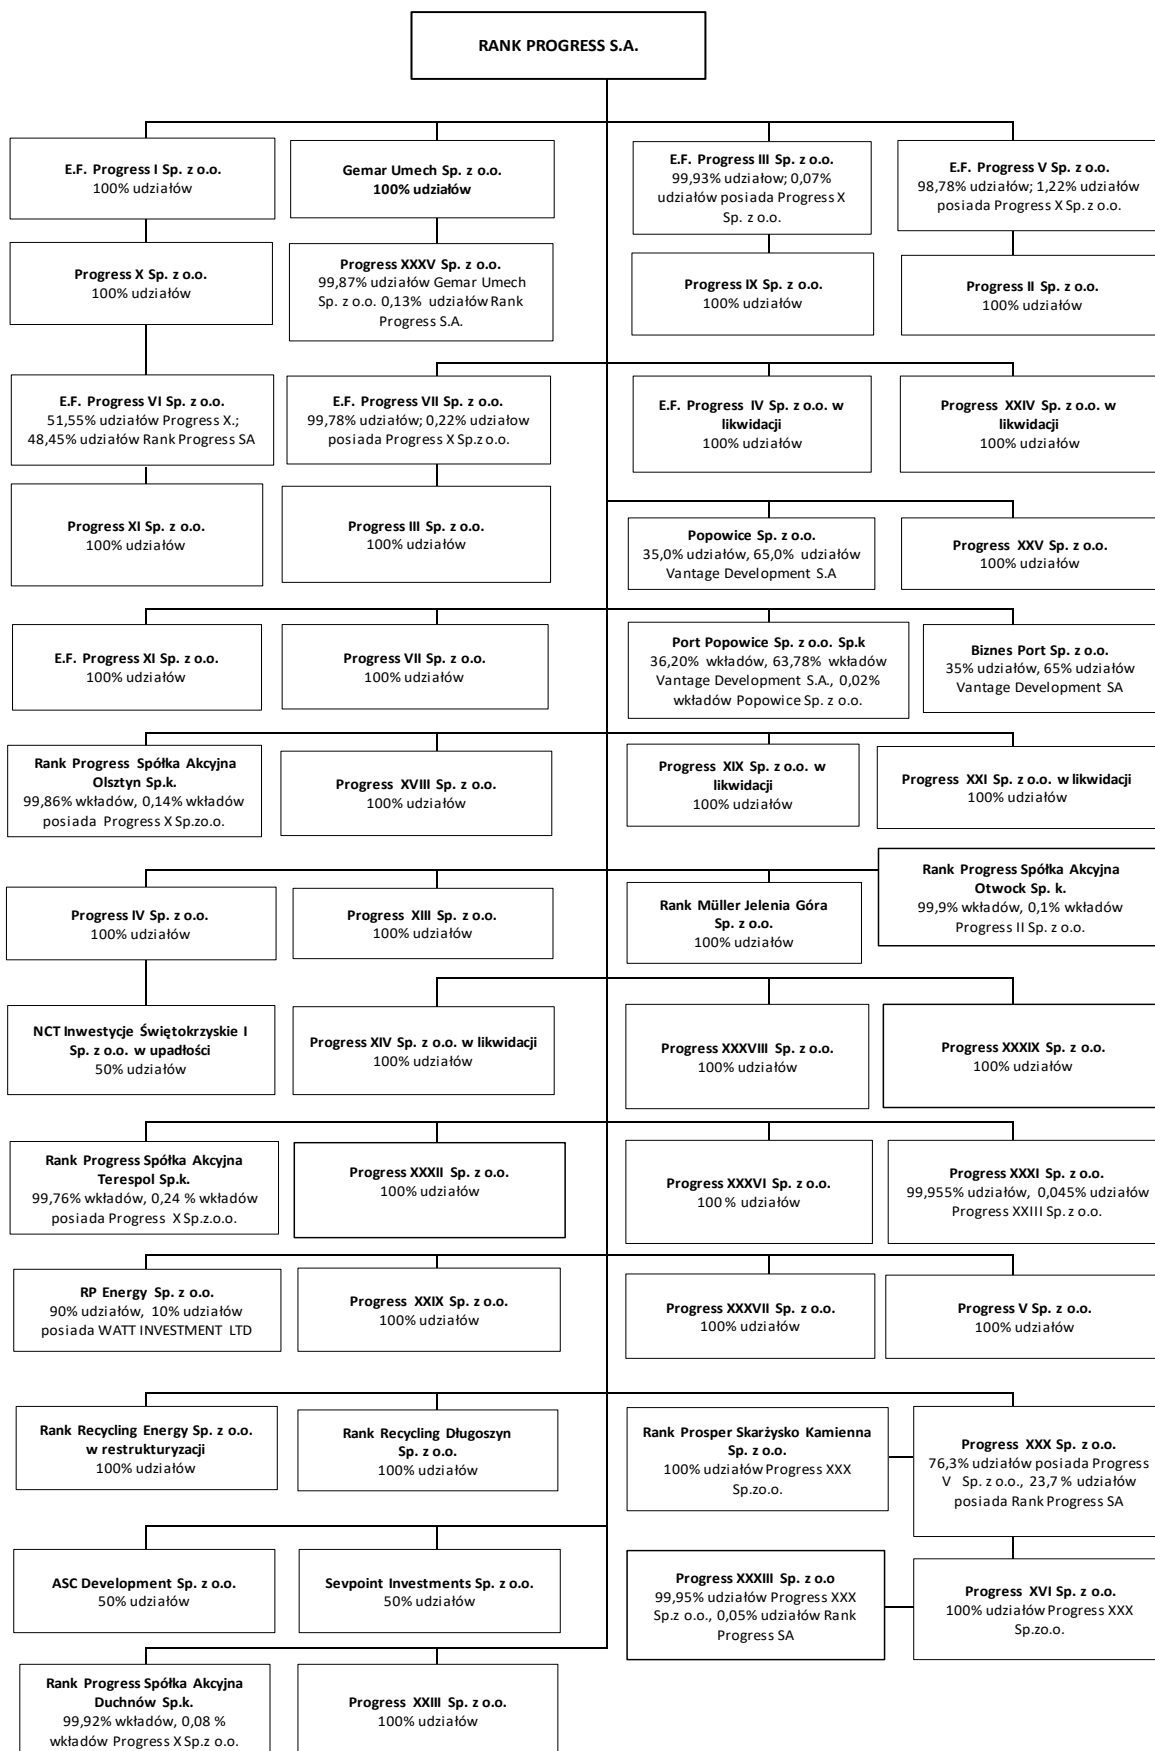 RANK PROGRESS S.A.
E.F. Progress I Sp. z o.o.
100% udziałów
Gemar Umech Sp. z o.o.
100% udziałów
E.F. Progress III Sp. z o.o.
99,93% udziałów; 0,07%
udziałów posiada Progress X
Sp. z o.o.
E.F. Progress V Sp. z o.o.
98,78% udziałów; 1,22% udziałów
posiada Progress X Sp. z o.o.
Progress X Sp. z o.o.
100% udziałów
Progress XXXV Sp. z o.o.
99,87% udziałów Gemar Umech
Sp. z o.o. 0,13% udziałów Rank
Progress S.A.
Progress IX Sp. z o.o.
100% udziałów
Progress II Sp. z o.o.
100% udziałów
E.F. Progress VI Sp. z o.o.
51,55% udziałów Progress X.;
48,45% udziałów Rank Progress SA
E.F. Progress VII Sp. z o.o.
99,78% udziałów; 0,22% udziałow
posiada Progress X Sp.z o.o.
E.F. Progress IV Sp. z o.o. w
likwidacji
100% udziałów
Progress XXIV Sp. z o.o. w
likwidacji
100% udziałów
Progress XI Sp. z o.o.
100% udziałów
Progress III Sp. z o.o.
100% udziałów
Popowice Sp. z o.o.
35,0% udziałów, 65,0% udziałów
Vantage Development S.A
Progress XXV Sp. z o.o.
100% udziałów
E.F. Progress XI Sp. z o.o.
100% udziałów
Progress VII Sp. z o.o.
100% udziałów
Port Popowice Sp. z o.o. Sp.k
36,20% wkładów, 63,78% wkładów
Vantage Development S.A., 0,02%
wkładów Popowice Sp. z o.o.
Biznes Port Sp. z o.o.
35% udziałów, 65% udziałów
Vantage Development SA
Rank Progress Spółka Akcyjna
Olsztyn Sp.k.
99,86% wkładów, 0,14% wkładów
posiada Progress X Sp.zo.o.
Progress XVIII Sp. z o.o.
100% udziałów
Progress XIX Sp. z o.o. w
likwidacji
100% udziałów
Progress XXI Sp. z o.o. w likwidacji
100% udziałów
Progress IV Sp. z o.o.
100% udziałów
Progress XIII Sp. z o.o.
100% udziałów
Rank Müller Jelenia Góra
Sp. z o.o.
100% udziałów
Rank Progress Spółka Akcyjna
Otwock Sp. k.
99,9% wkładów, 0,1% wkładów
Progress II Sp. z o.o.
NCT Inwestycje Świętokrzyskie I
Sp. z o.o. w upadłości
50% udziałów
Progress XIV Sp. z o.o. w likwidacji
100% udziałów
Progress XXXVIII Sp. z o.o.
100% udziałów
Progress XXXIX Sp. z o.o.
100% udziałów
Rank Progress Spółka Akcyjna
Terespol Sp.k.
99,76% wkładów, 0,24 % wkładów
posiada Progress X Sp.z.o.o.
Progress XXXII Sp. z o.o.
100% udziałów
Progress XXXVI Sp. z o.o.
100 % udziałów
Progress XXXI Sp. z o.o.
99,955% udziałów, 0,045% udziałów
Progress XXIII Sp. z o.o.
RP Energy Sp. z o.o.
90% udziałów, 10% udziałów
posiada WATT INVESTMENT LTD
Progress XXIX Sp. z o.o.
100% udziałów
Progress XXXVII Sp. z o.o.
100% udziałów
Progress V Sp. z o.o.
100% udziałów
Rank Recycling Energy Sp. z o.o.
w restrukturyzacji
100% udziałów
Rank Recycling Długoszyn
Sp. z o.o.
100% udziałów
Rank Prosper Skarżysko Kamienna
Sp. z o.o.
100% udziałów Progress XXX
Sp.zo.o.
Progress XXX Sp. z o.o.
76,3% udziałów posiada Progress
V Sp. z o.o., 23,7 % udziałów
posiada Rank Progress SA
ASC Development Sp. z o.o.
50% udziałów
Sevpoint Investments Sp. z o.o.
50% udziałów
Progress XXXIII Sp. z o.o
99,95% udziałów Progress XXX
Sp.z o.o., 0,05% udziałów Rank
Progress SA
Progress XVI Sp. z o.o.
100% udziałów Progress XXX
Sp.zo.o.
Rank Progress Spółka Akcyjna
Duchnów Sp.k.
99,92% wkładów, 0,08 %
wkładów Progress X Sp.z o.o.
Progress XXIII Sp. z o.o.
100% udziałów